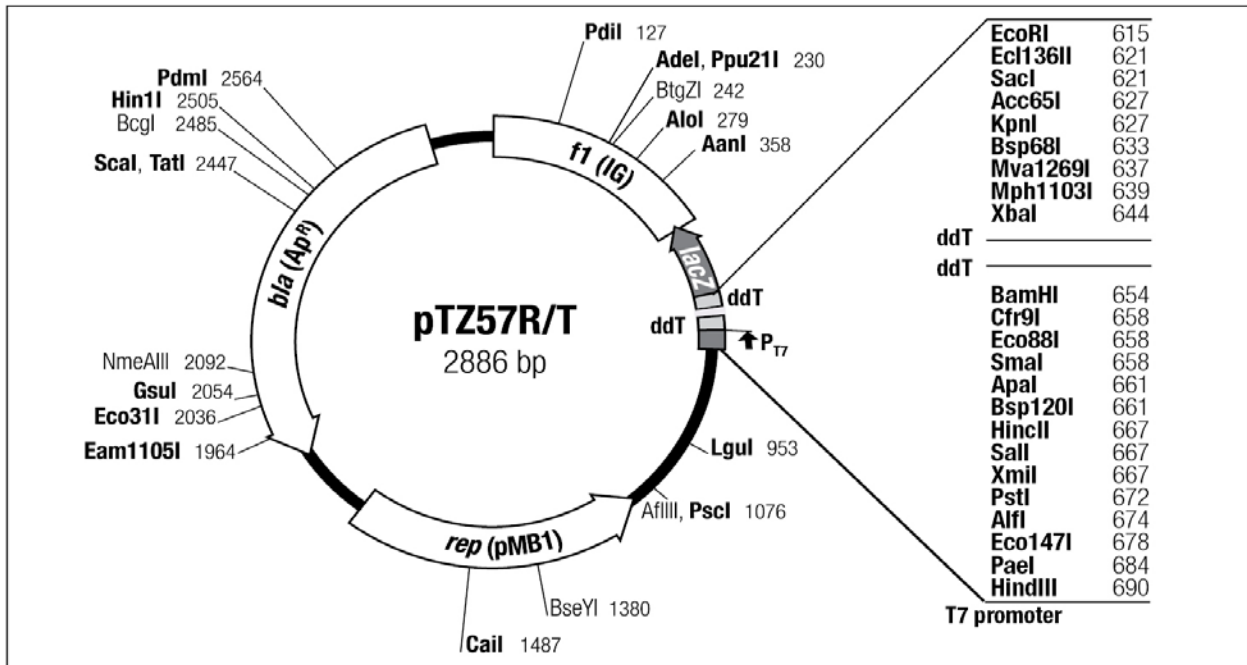 PdiI 127
AdeI, Ppu21I 230
BtgZI 242
AloI 279
AanI 358
PdmI 2564
Hin1I 2505
BcgI 2485
ScaI, TatI 2447
f1 (IG)
lacZ
bla (ApR)
ddT
ddT
PT7
pTZ57R/T
2886 bp
NmeAIII 2092
GsuI 2054
Eco31I 2036
Eam1105I 1964
LguI 953
AflIII, PscI 1076
rep (pMB1)
BseYI 1380
CaiI 1487
EcoRI 615
Ecl136II 621
SacI 621
Acc65I 627
KpnI 627
Bsp68I 633
Mva1269I 637
Mph1103I 639
XbaI 644
ddT
ddT
BamHI 654
Cfr9I 658
Eco88I 658
SmaI 658
ApaI 661
Bsp120I 661
HincII 667
SalI 667
XmiI 667
PstI 672
AlfI 674
Eco147I 678
PaeI 684
HindIII 690
T7 promoter